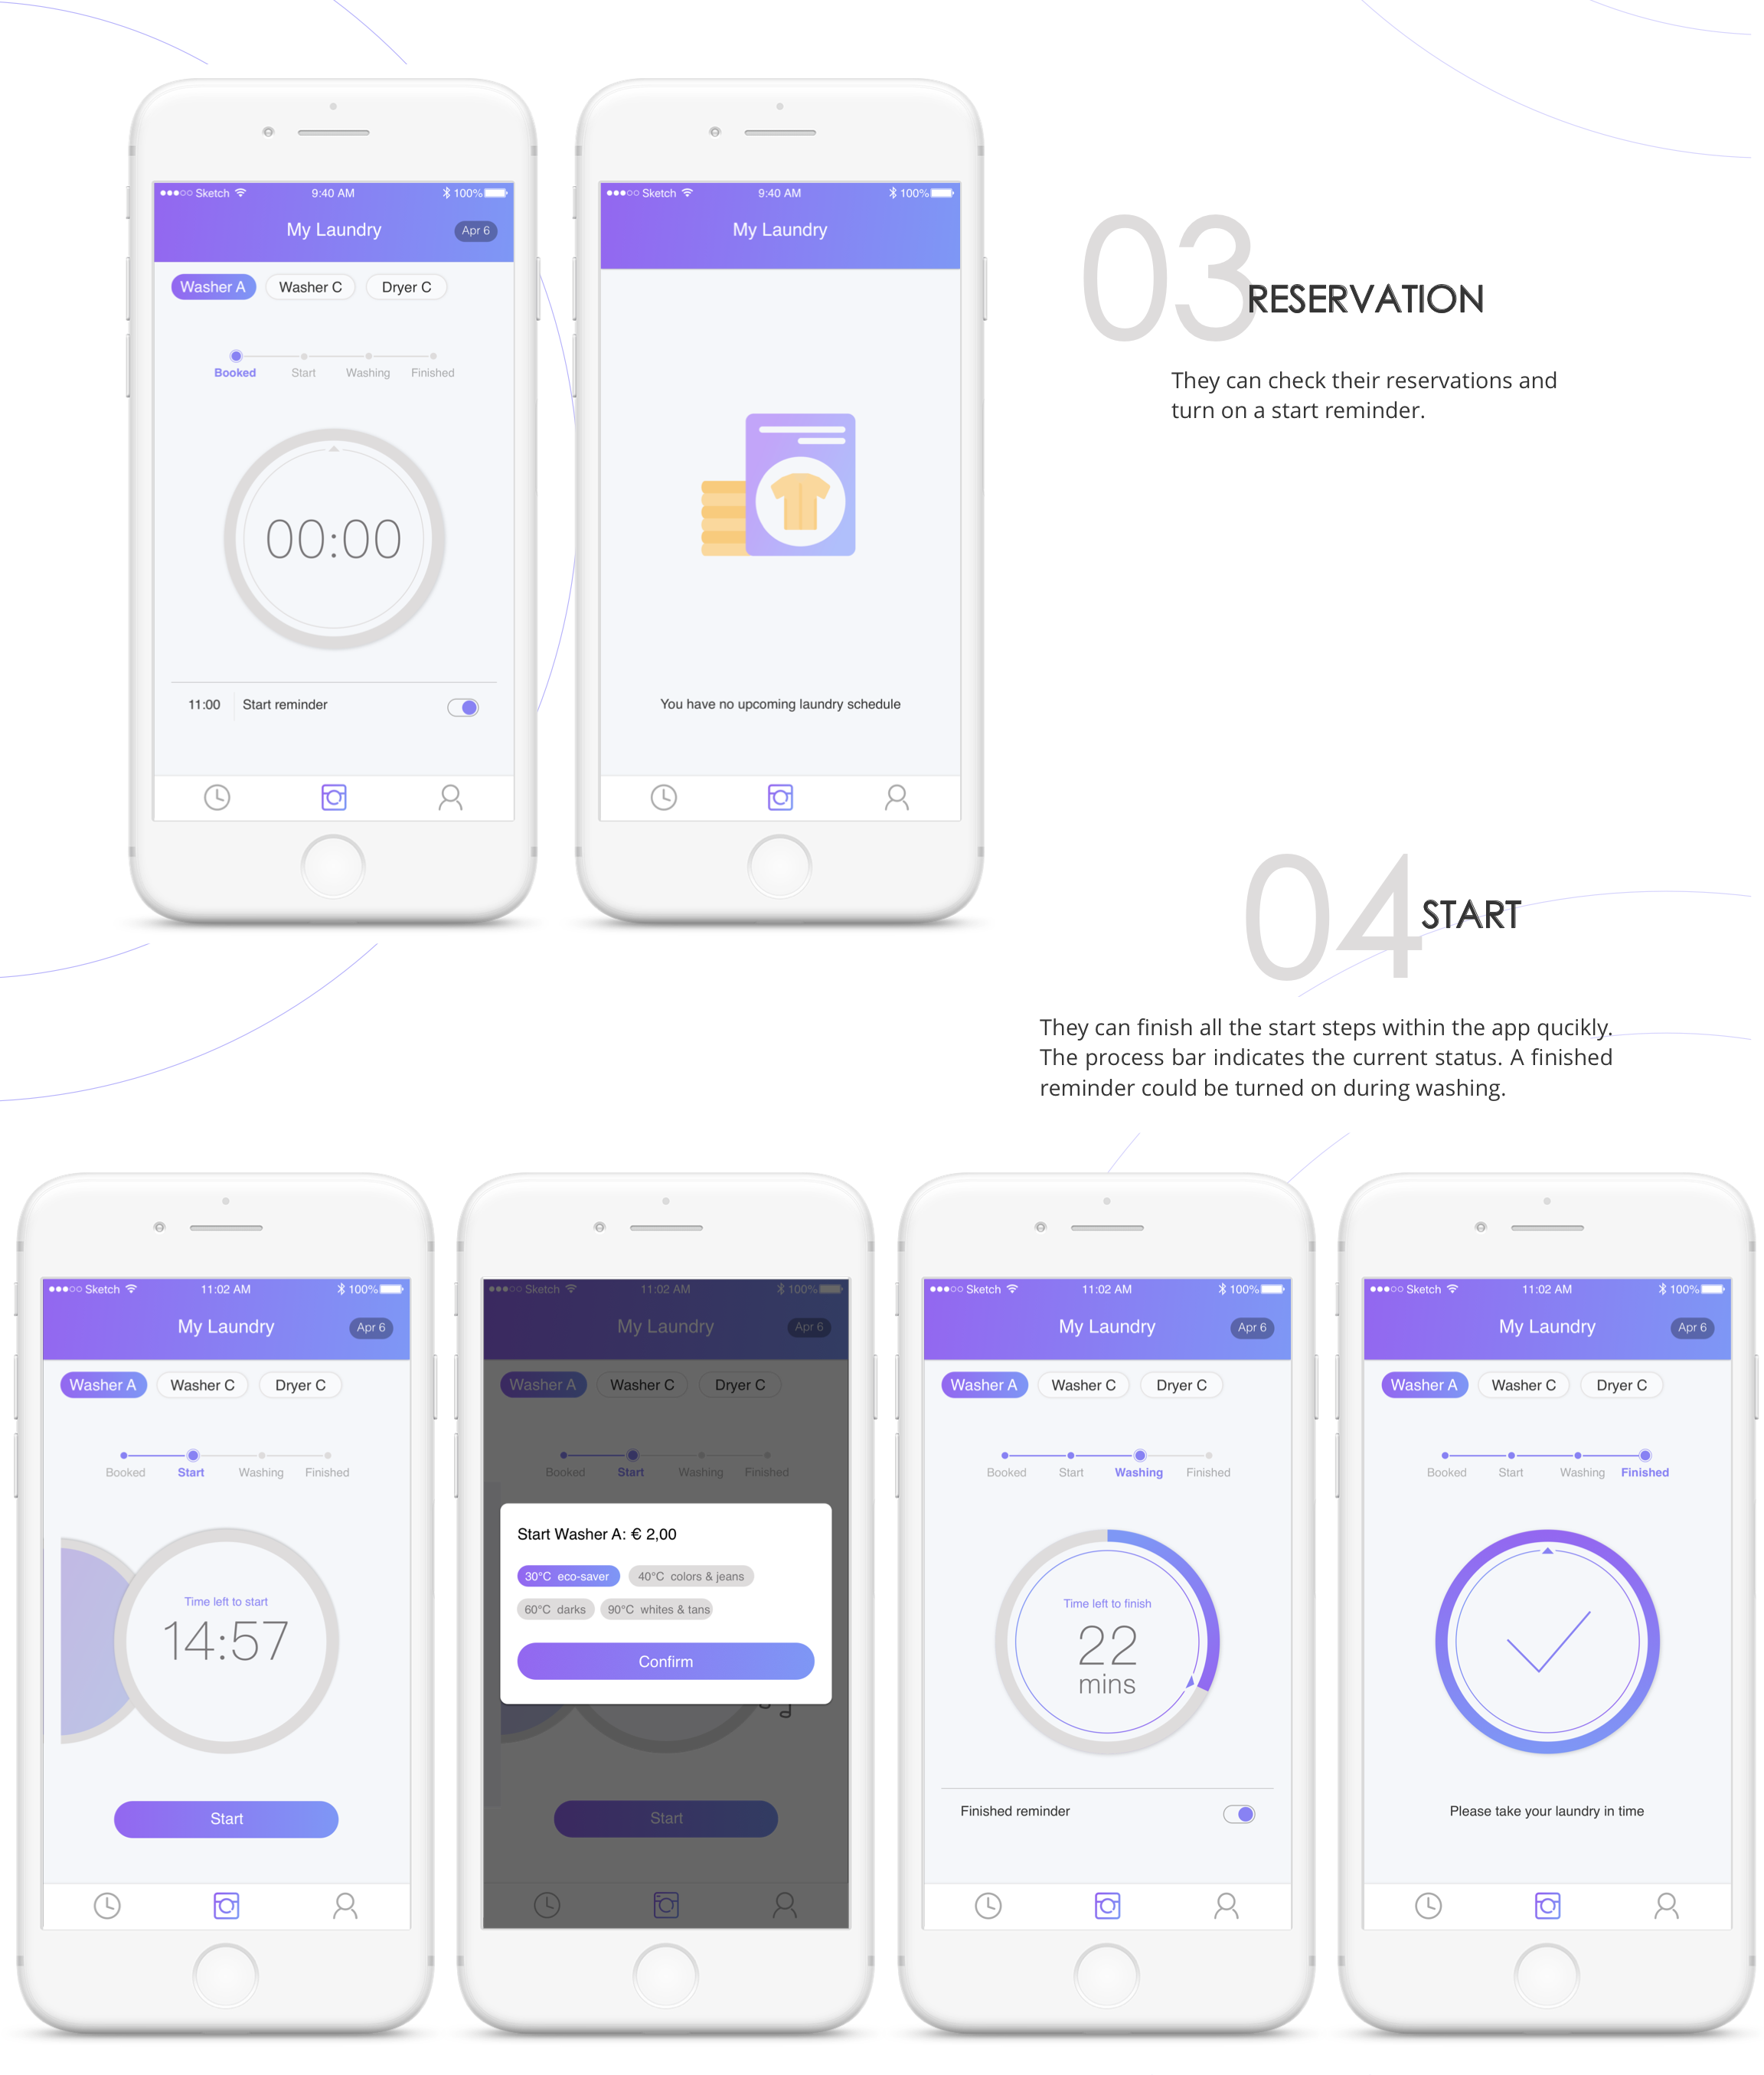 Sketch 9:40 AM 100%
My Laundry Apr 6
Washer A Washer C Dryer C
Booked Start Washing Finished
00:00
11:00 Start reminder
Sketch 9:40 AM 100%
My Laundry
You have no upcoming laundry schedule
03 RESERVATION
They can check their reservations and
turn on a start reminder.
04 START
They can finish all the start steps within the app qucikly.
The process bar indicates the current status. A finished
reminder could be turned on during washing.
Sketch 11:02 AM 100%
My Laundry Apr 6
Washer A Washer C Dryer C
Booked Start Washing Finished
Time left to start
14:57
Start
Sketch 11:02 AM 100%
My Laundry Apr 6
Washer A Washer C Dryer C
Booked Start Washing Finished
Start Washer A: € 2,00
30°C eco-saver 40°C colors & jeans
60°C darks 90°C whites & tans
Confirm
Start
Sketch 11:02 AM 100%
My Laundry Apr 6
Washer A Washer C Dryer C
Booked Start Washing Finished
Time left to finish
22
mins
Finished reminder
Sketch 11:02 AM 100%
My Laundry Apr 6
Washer A Washer C Dryer C
Booked Start Washing Finished
Please take your laundry in time